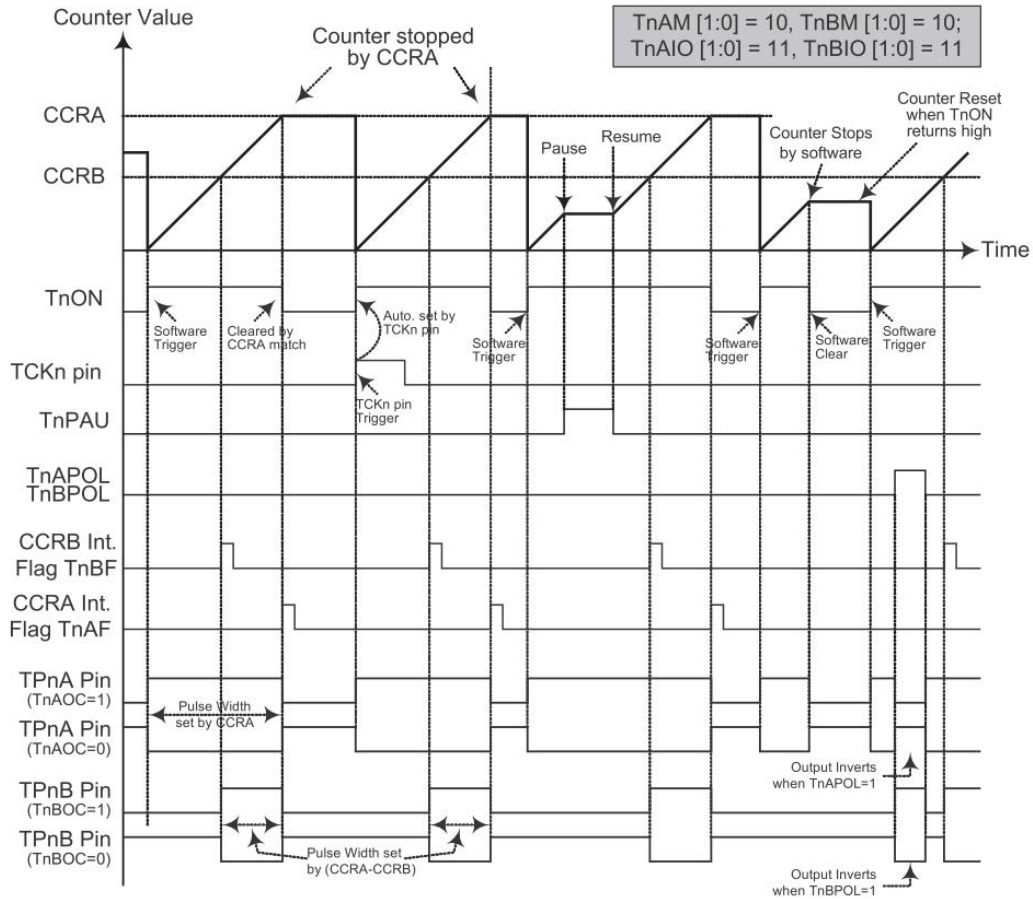 Counter Value
Counter stopped
by CCRA
TnAM [1:0] = 10, TnBM [1:0] = 10;
TnAIO [1:0] = 11, TnBIO [1:0] = 11
CCRA
CCRB
Pause
Resume
Counter Stops
by software
Counter Reset
when TnON
returns high
Time
TnON
Software
Trigger
Cleared by
CCRA match
Auto. set by
TCKn pin
Software
Trigger
Software
Trigger
Software
Clear
Software
Trigger
TCKn pin
TCKn pin
Trigger
TnPAU
TnAPOL
TnBPOL
CCRB Int.
Flag TnBF
CCRA Int.
Flag TnAF
TPnA Pin
(TnAOC=1)
Pulse Width
set by CCRA
TPnA Pin
(TnAOC=0)
Output Inverts
when TnAPOL=1
TPnB Pin
(TnBOC=1)
TPnB Pin
(TnBOC=0)
Pulse Width set
by (CCRA-CCRB)
Output Inverts
when TnBPOL=1